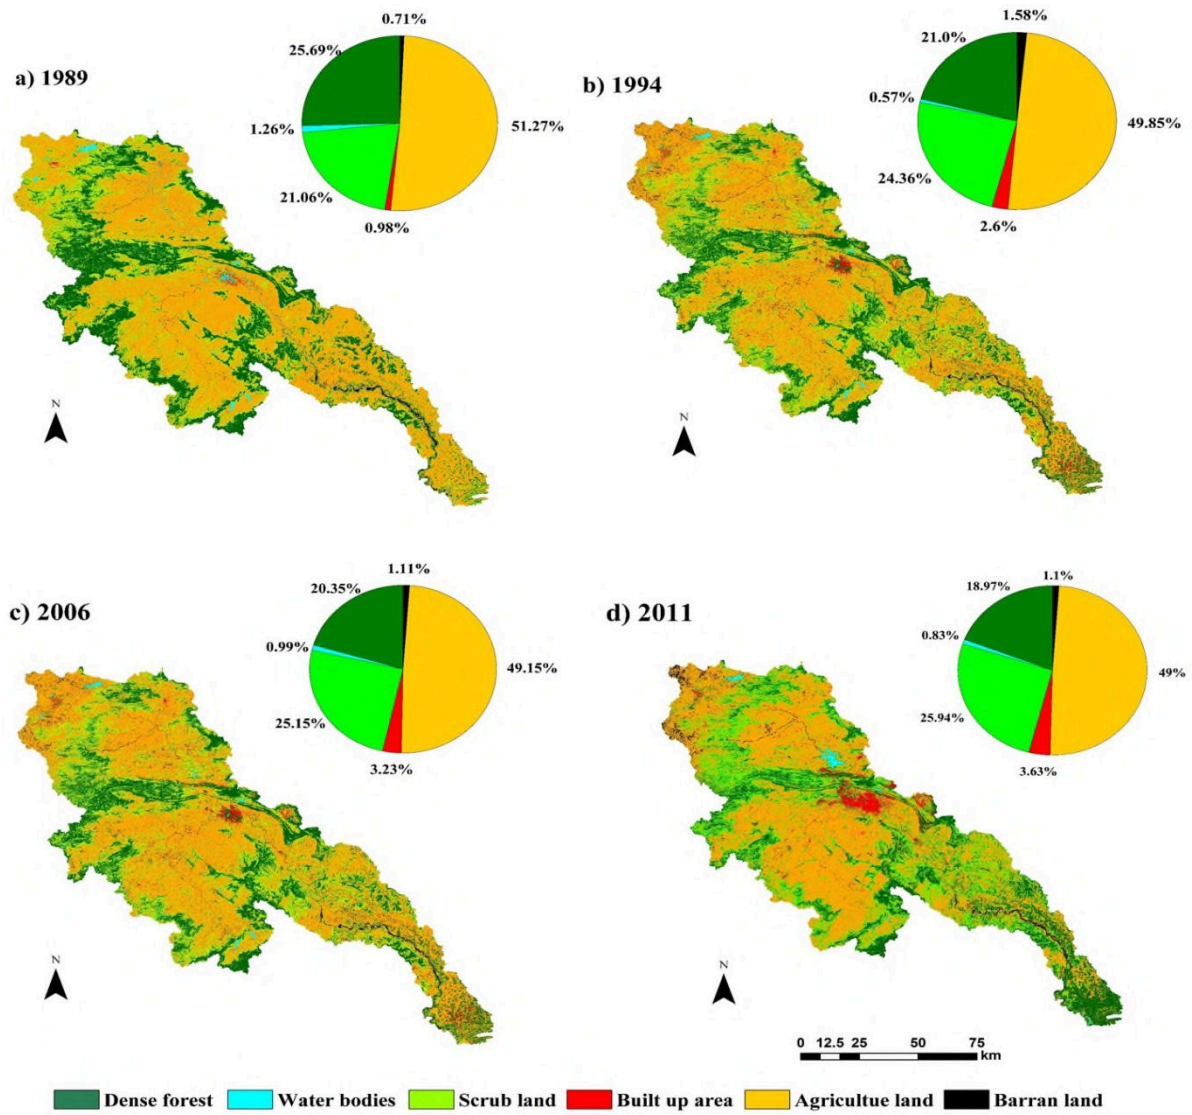 0.71%
25.69%
a) 1989
1.26%
51.27%
21.06%
0.98%
N
1.58%
21.0%
b) 1994
0.57%
49.85%
24.36%
2.6%
N
1.11%
20.35%
c) 2006
0.99%
49.15%
25.15%
3.23%
N
1.1%
18.97%
d) 2011
0.83%
49%
25.94%
3.63%
N
0 12.5 25 50 75
km
Dense forest Water bodies Scrub land Built up area Agricultue land Barran land